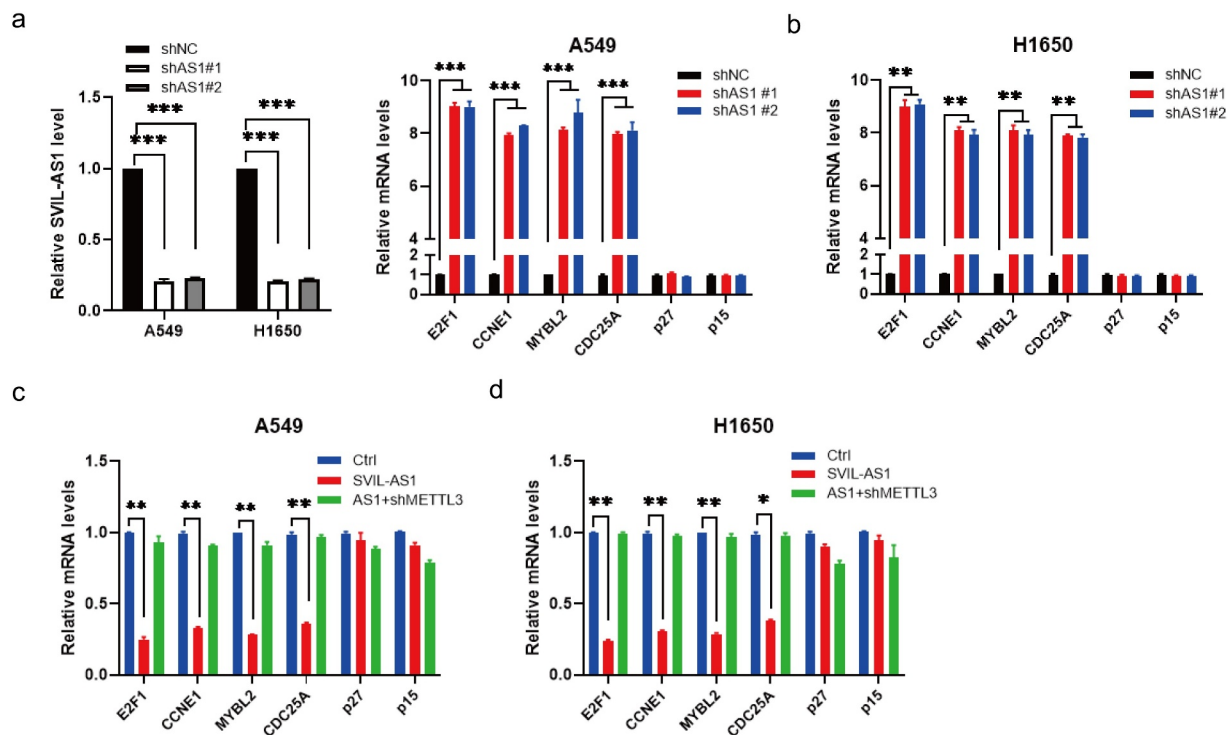 a
shNC
shAS1#1
shAS1#2
Relative SVIL-AS1 level
1.5
1.0
0.5
0.0
***
***
***
***
A549
H1650
A549
shNC
shAS1 #1
shAS1 #2
Relative mRNA levels
10
8
6
4
2
1
0
***
***
***
***
E2F1
CCNE1
MYBL2
CDC25A
p27
p15
b
H1650
shNC
shAS1#1
shAS1#2
Relative mRNA levels
10
8
6
4
2
1
0
**
**
**
**
E2F1
CCNE1
MYBL2
CDC25A
p27
p15
c
A549
Ctrl
SVIL-AS1
AS1+shMETTL3
Relative mRNA levels
1.5
1.0
0.5
0.0
**
**
**
**
E2F1
CCNE1
MYBL2
CDC25A
p27
p15
d
H1650
Ctrl
SVIL-AS1
AS1+shMETTL3
Relative mRNA levels
1.5
1.0
0.5
0.0
**
**
**
*
E2F1
CCNE1
MYBL2
CDC25A
p27
p15